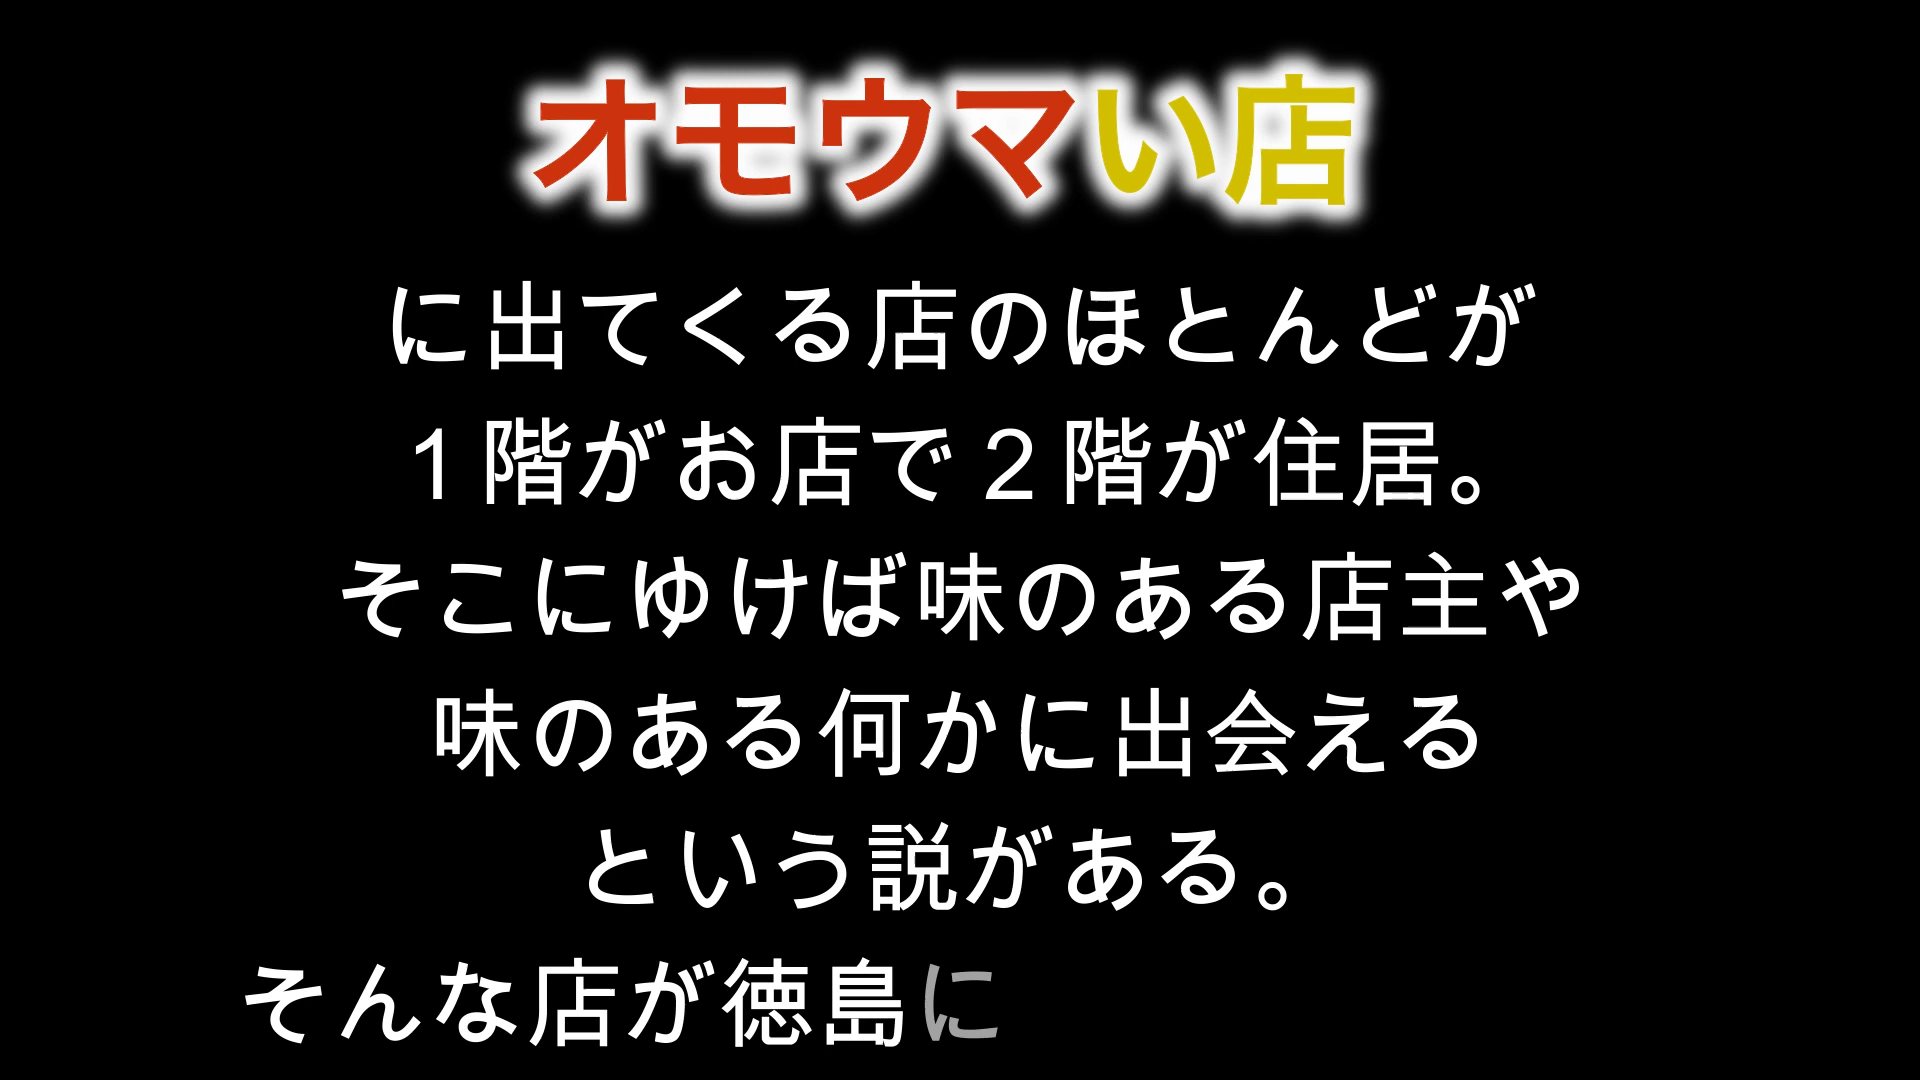 オモウマい店
に出てくる店のほとんどが
１階がお店で２階が住居。
そこにゆけば味のある店主や
味のある何かに出会える
という説がある。
そんな店が徳島に